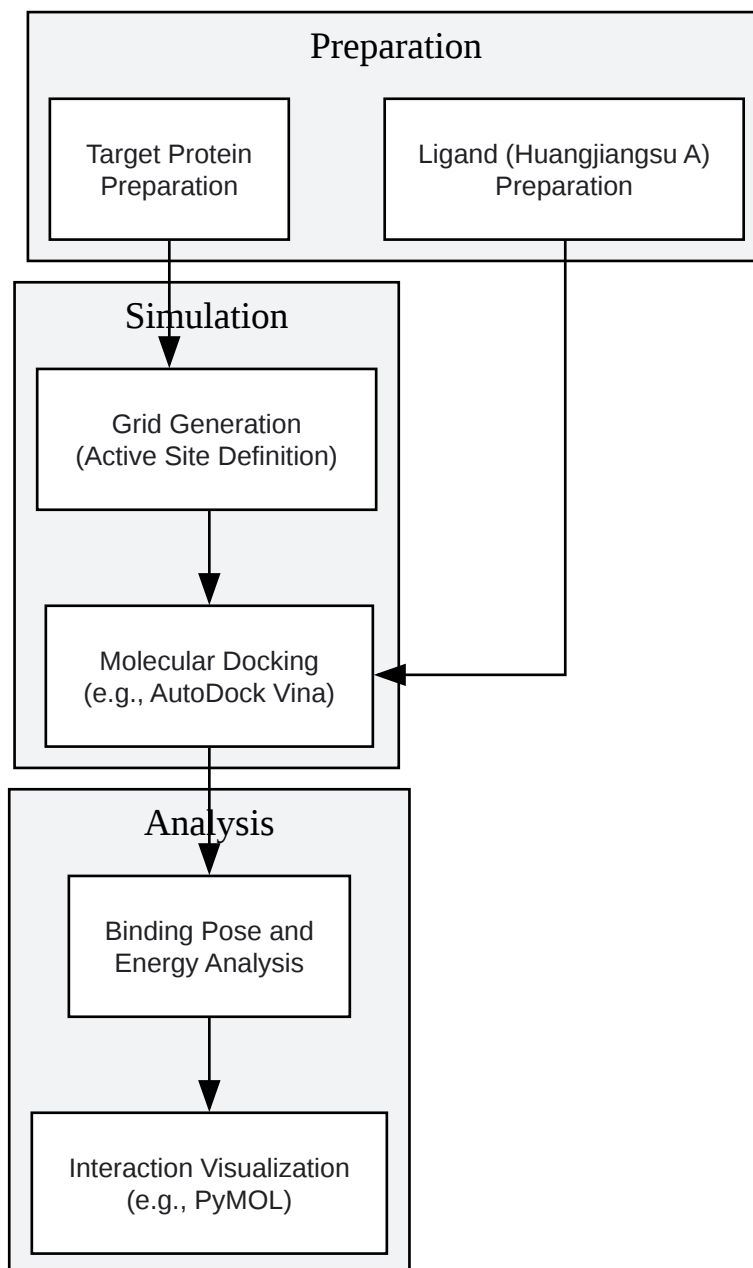 Preparation
Target Protein
Preparation
Ligand (Huangjiangsu A)
Preparation
Simulation
Grid Generation
(Active Site Definition)
Molecular Docking
(e.g., AutoDock Vina)
Analysis
Binding Pose and
Energy Analysis
Interaction Visualization
(e.g., PyMOL)